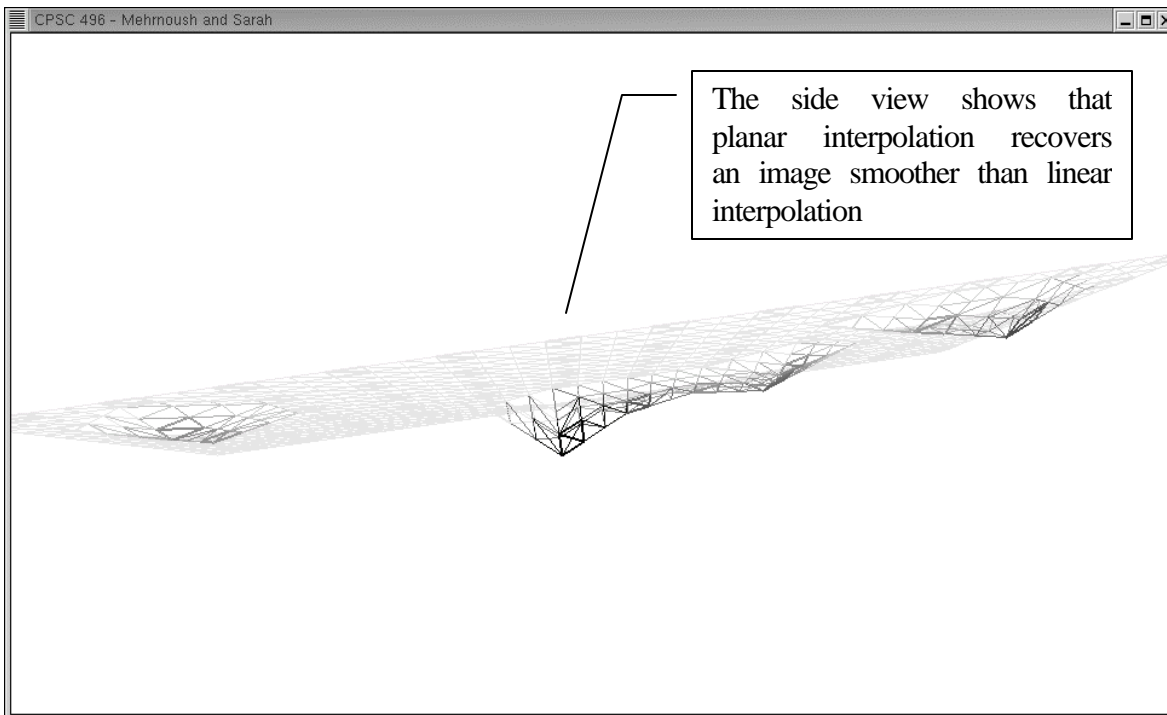 CPSC 496 - Mehrnoush and Sarah
The side view shows that
planar interpolation recovers
an image smoother than linear
interpolation